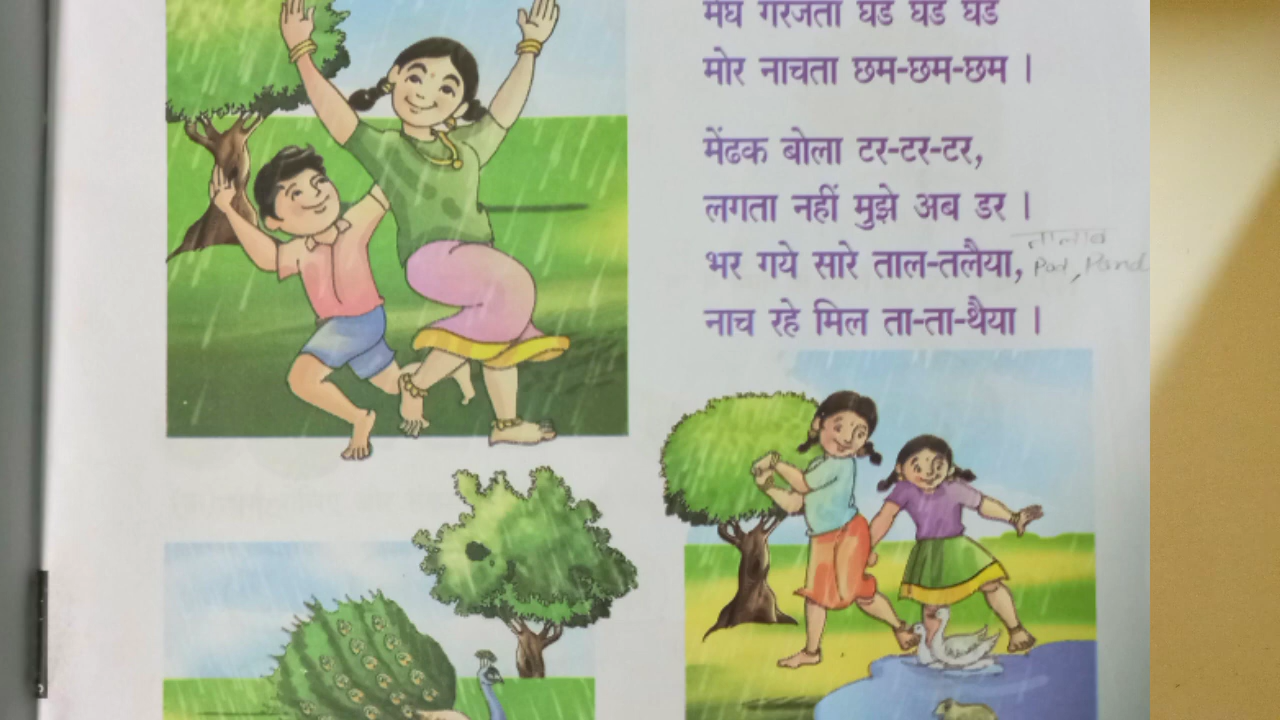 मेघ गरजता घड घड घड
मोर नाचता छम-छम-छम ।
मेंढक बोला टर-टर-टर,
लगता नहीं मुझे अब डर ।
तालाब
भर गये सारे ताल-तलैया, Pod, Pond
नाच रहे मिल ता-ता-थैया ।